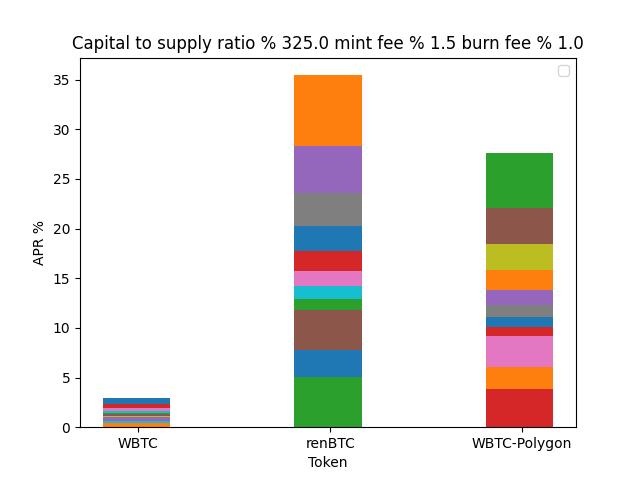 Capital to supply ratio % 325.0 mint fee % 1.5 burn fee % 1.0
APR %
35
30
25
20
15
10
5
0
WBTC renBTC WBTC-Polygon
Token